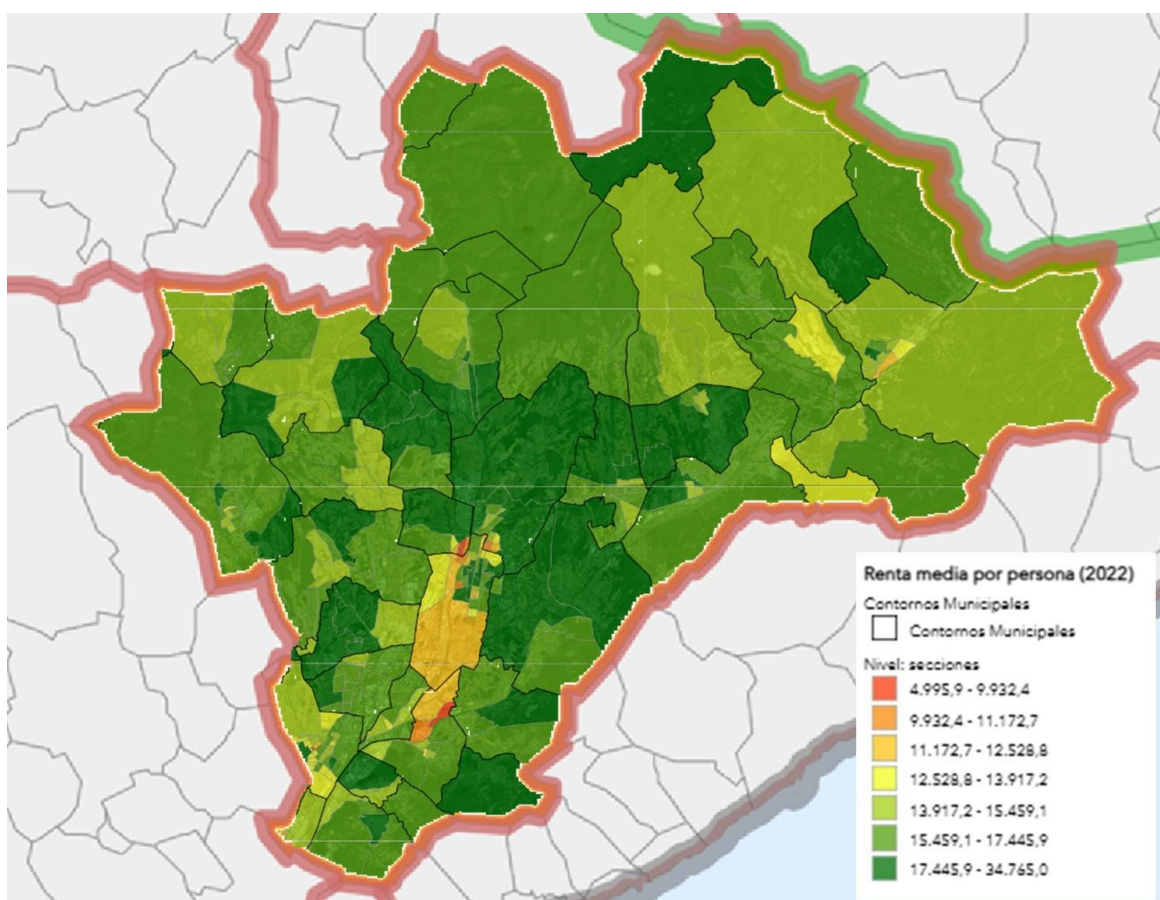 Renta media por persona (2022)
Contornos Municipales
Contornos Municipales
Nivel: secciones
4.995,9 - 9.932,4
9.932,4 - 11.172,7
11.172,7 - 12.528,8
12.528,8 - 13.917,2
13.917,2 - 15.459,1
15.459,1 - 17.445,9
17.445,9 - 34.765,0